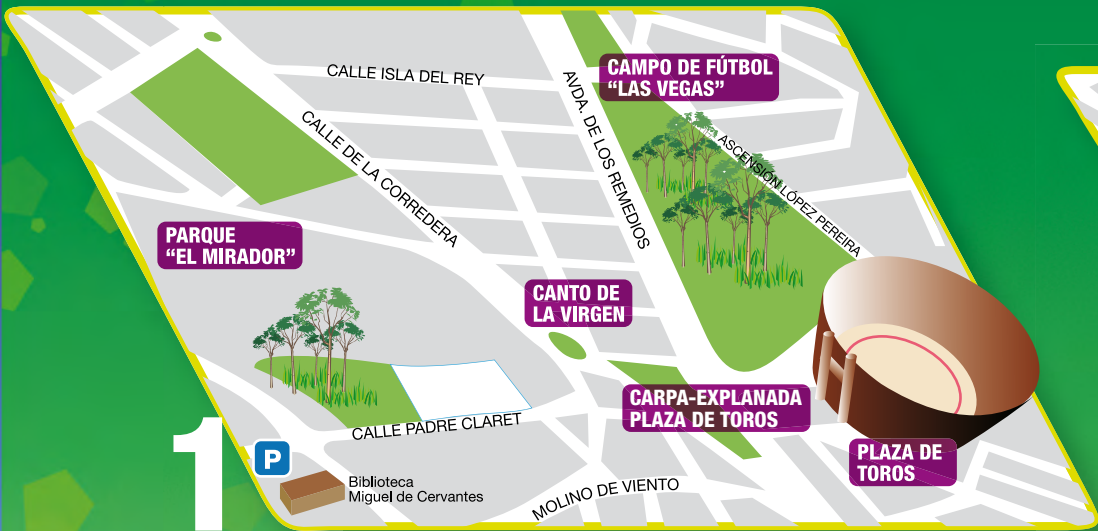 CALLE ISLA DEL REY
CAMPO DE FÚTBOL
“LAS VEGAS”
AVDA. DE LOS REMEDIOS
CALLE DE LA CORREDERA
ASCENSIÓN LÓPEZ PEREIRA
PARQUE
“EL MIRADOR”
CANTO DE
LA VIRGEN
CARPA-EXPLANADA
PLAZA DE TOROS
CALLE PADRE CLARET
PLAZA DE
TOROS
1
P
Biblioteca
Miguel de Cervantes
MOLINO DE VIENTO